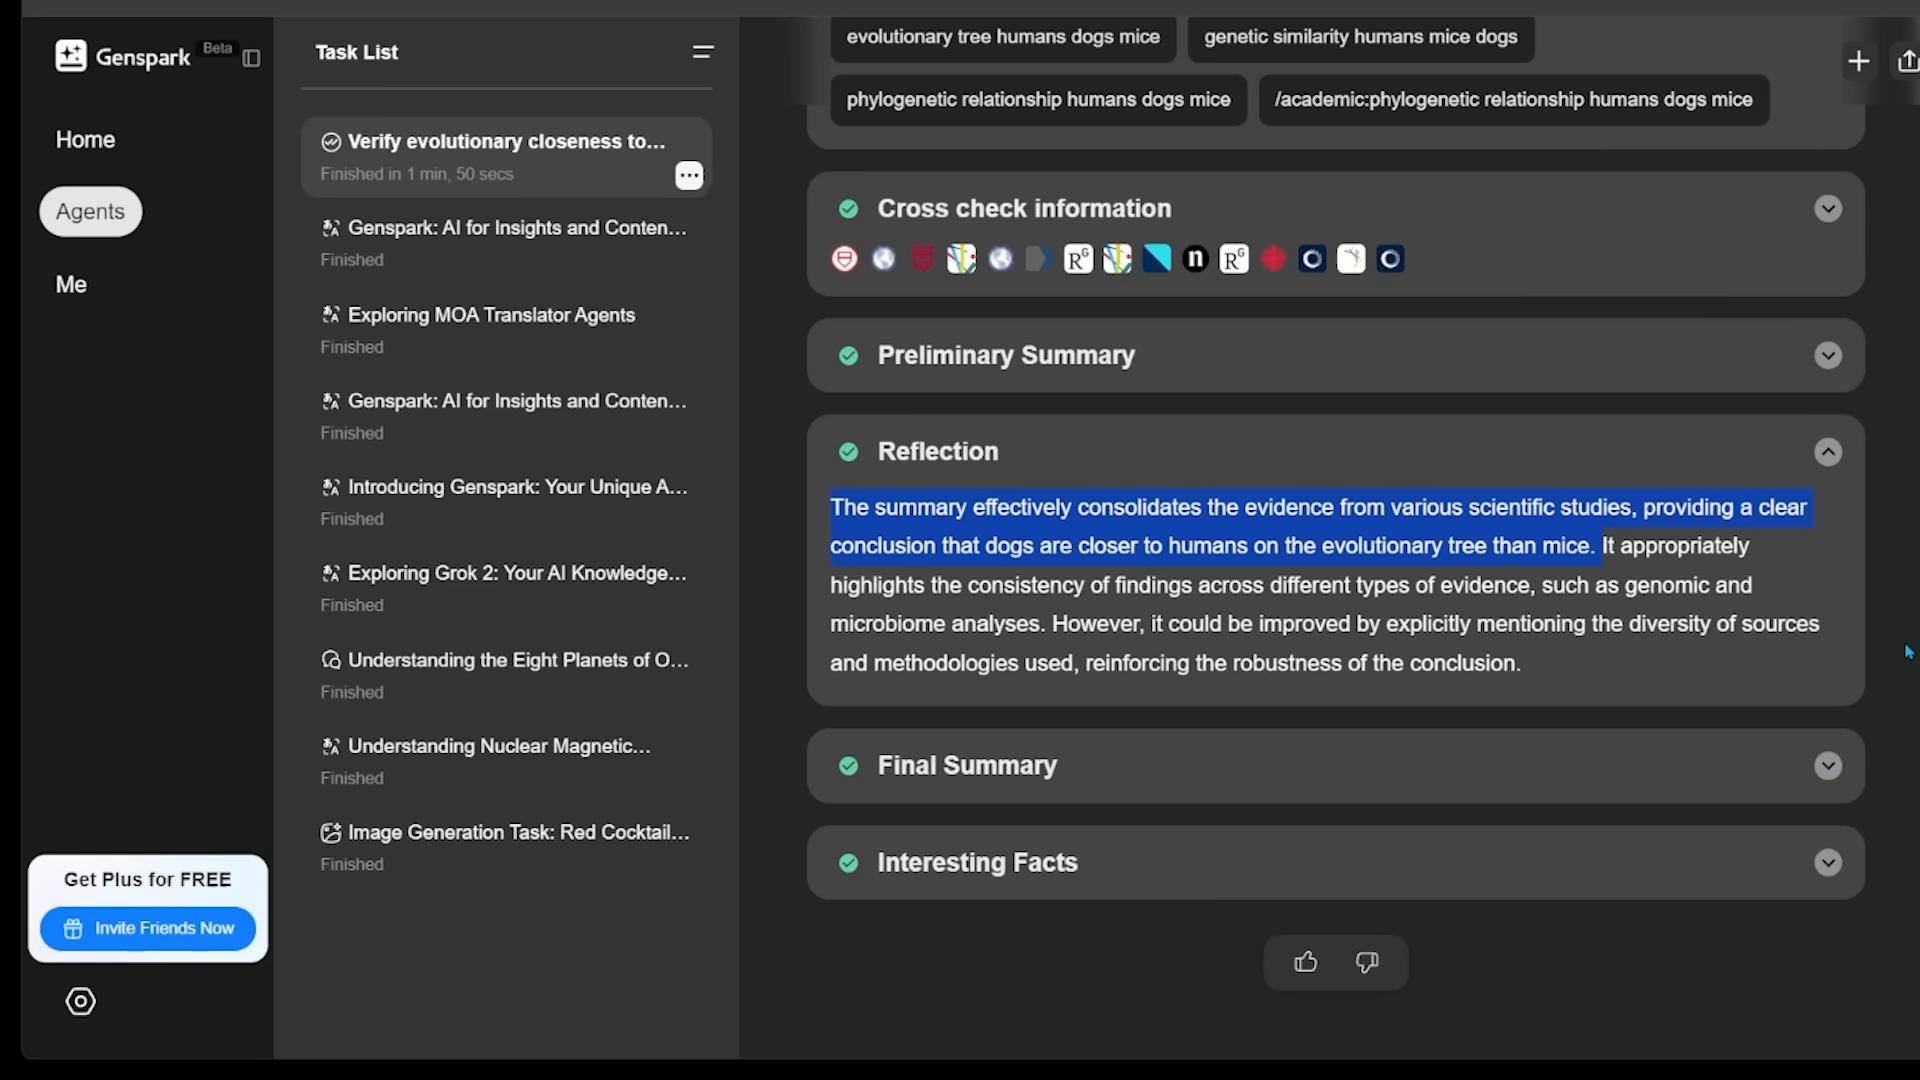 Genspark Beta
Home
Agents
Me
Get Plus for FREE
Invite Friends Now
Task List
Verify evolutionary closeness to...
Finished in 1 min, 50 secs
Genspark: AI for Insights and Conten...
Finished
Exploring MOA Translator Agents
Finished
Genspark: AI for Insights and Conten...
Finished
Introducing Genspark: Your Unique A...
Finished
Exploring Grok 2: Your AI Knowledge...
Finished
Understanding the Eight Planets of O...
Finished
Understanding Nuclear Magnetic...
Finished
Image Generation Task: Red Cocktail...
Finished
evolutionary tree humans dogs mice
genetic similarity humans mice dogs
phylogenetic relationship humans dogs mice
/academic:phylogenetic relationship humans dogs mice
Cross check information
RG
n
RG
Preliminary Summary
Reflection
The summary effectively consolidates the evidence from various scientific studies, providing a clear
conclusion that dogs are closer to humans on the evolutionary tree than mice. It appropriately
highlights the consistency of findings across different types of evidence, such as genomic and
microbiome analyses. However, it could be improved by explicitly mentioning the diversity of sources
and methodologies used, reinforcing the robustness of the conclusion.
Final Summary
Interesting Facts